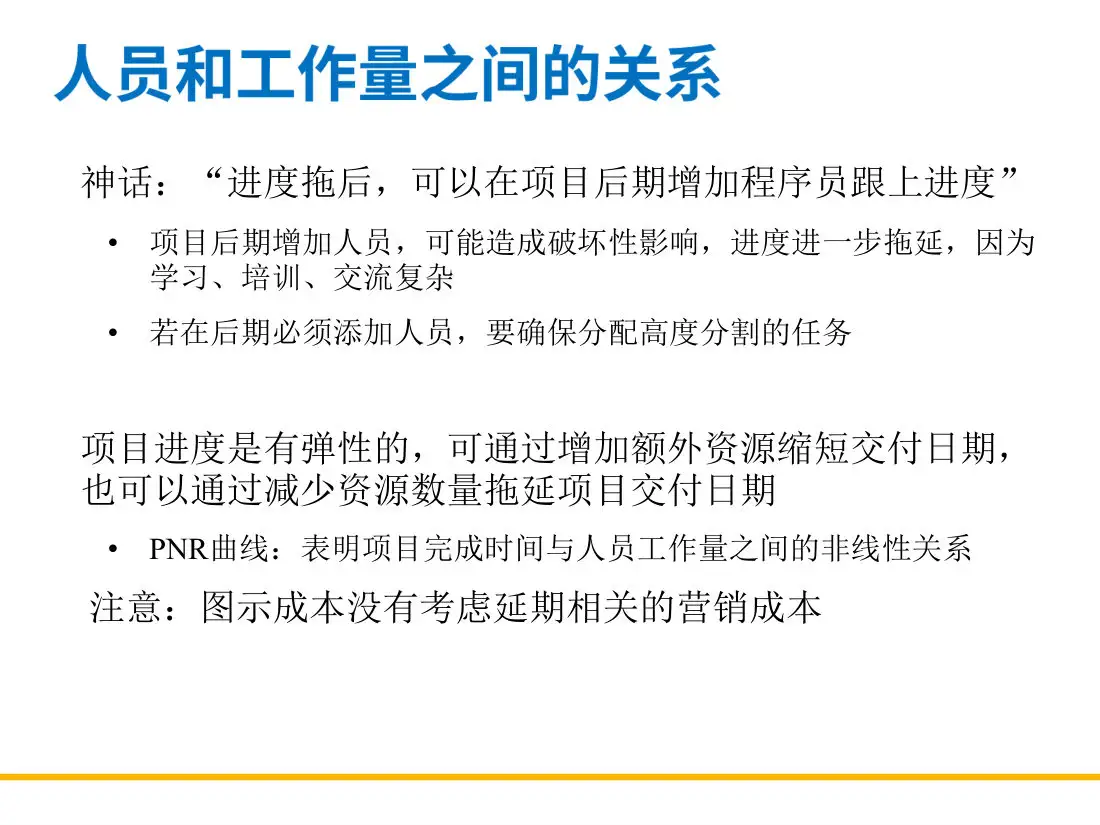 人员和工作量之间的关系
神话：“进度拖后，可以在项目后期增加程序员跟上进度”
• 项目后期增加人员，可能造成破坏性影响，进度进一步拖延，因为
学习、培训、交流复杂
• 若在后期必须添加人员，要确保分配高度分割的任务
项目进度是有弹性的，可通过增加额外资源缩短交付日期，
也可以通过减少资源数量拖延项目交付日期
• PNR曲线：表明项目完成时间与人员工作量之间的非线性关系
注意：图示成本没有考虑延期相关的营销成本